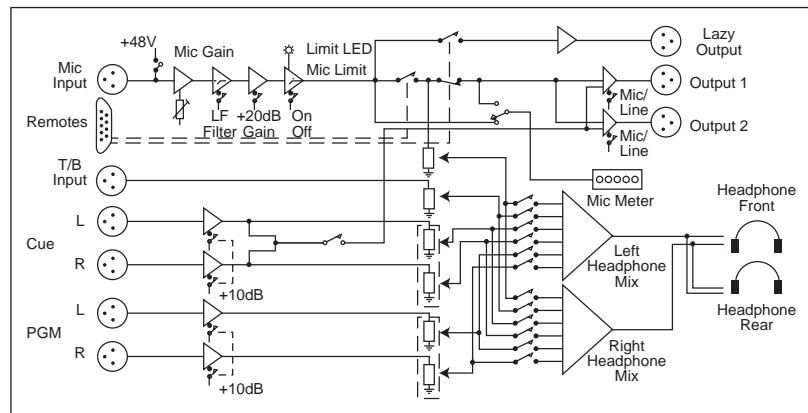 +48V
Mic Gain
Limit LED
Lazy
Output
Mic
Input
Mic Limit
Output 1
Remotes
LF
Filter
+20dB
Gain
On
Off
Mic/
Line
Output 2
Mic/
Line
T/B
Input
Mic Meter
Headphone
Front
L
Cue
R
+10dB
Left
Headphone
Mix
Headphone
Rear
L
PGM
R
+10dB
Right
Headphone
Mix